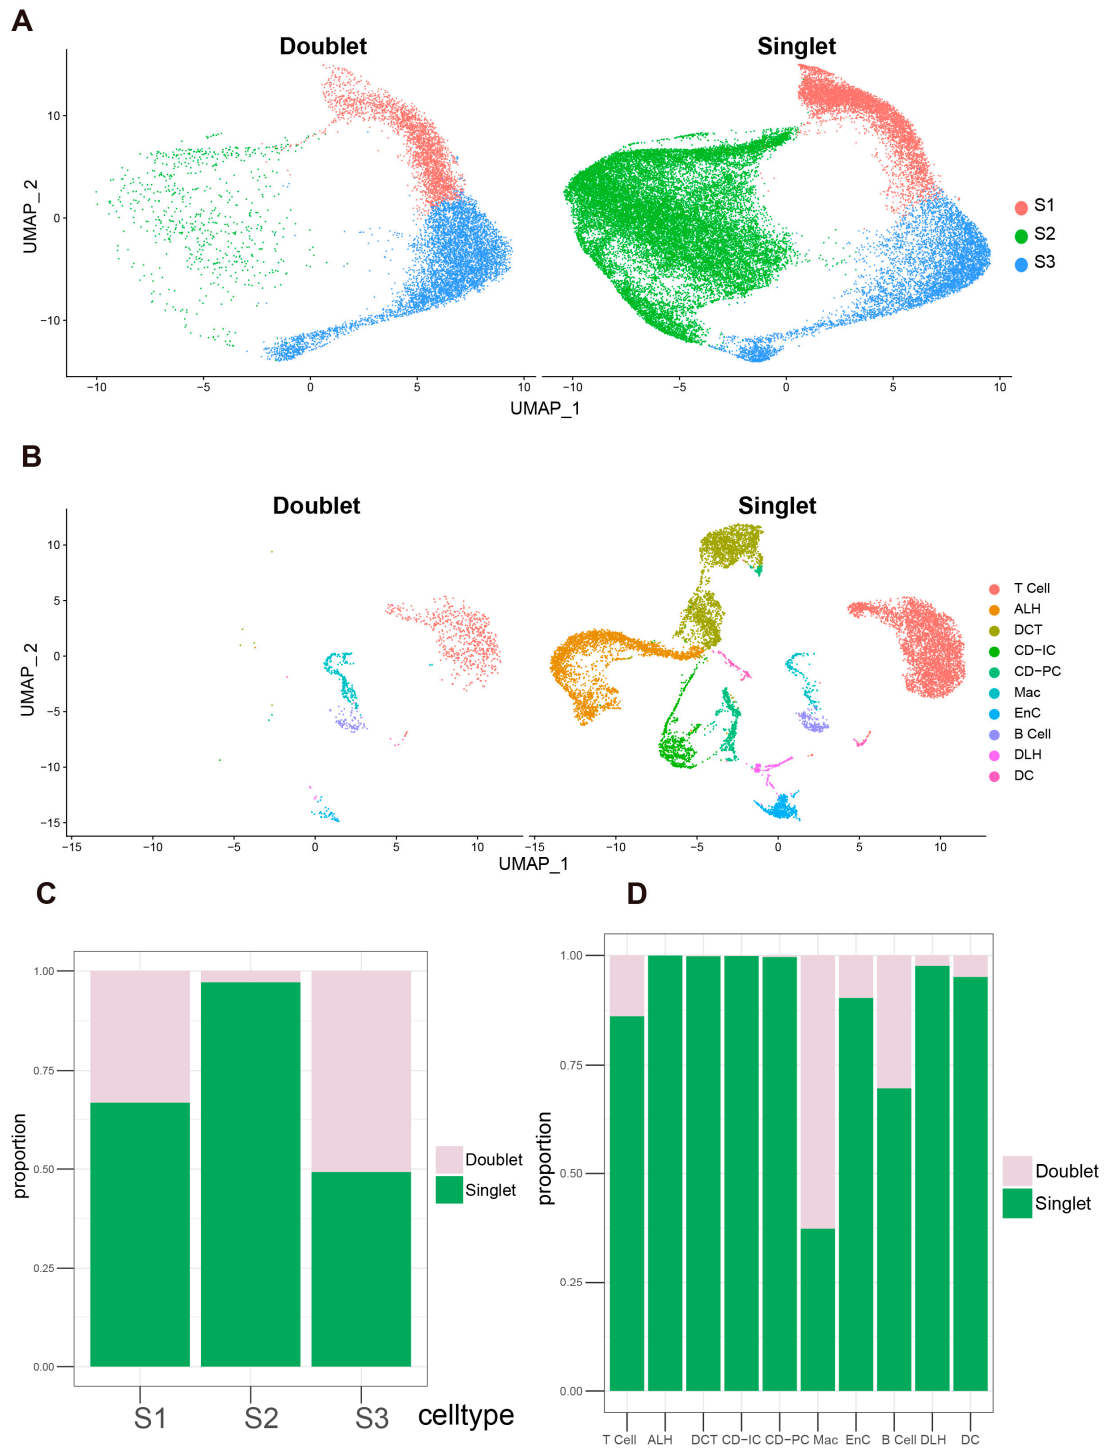 A
Doublet
Singlet
UMAP_2
10
0
−10
−10
−5
0
5
10
−10
−5
0
5
10
UMAP_1
S1
S2
S3
B
Doublet
Singlet
UMAP_2
10
5
0
−5
−10
−15
−15
−10
−5
0
5
10
−15
−10
−5
0
5
10
UMAP_1
T Cell
ALH
DCT
CD−IC
CD−PC
Mac
EnC
B Cell
DLH
DC
C
proportion
1.00
0.75
0.50
0.25
0.00
S1
S2
S3
celltype
Doublet
Singlet
D
proportion
1.00
0.75
0.50
0.25
0.00
T Cell ALH DCT CD−IC CD−PC Mac EnC B Cell DLH DC
Doublet
Singlet